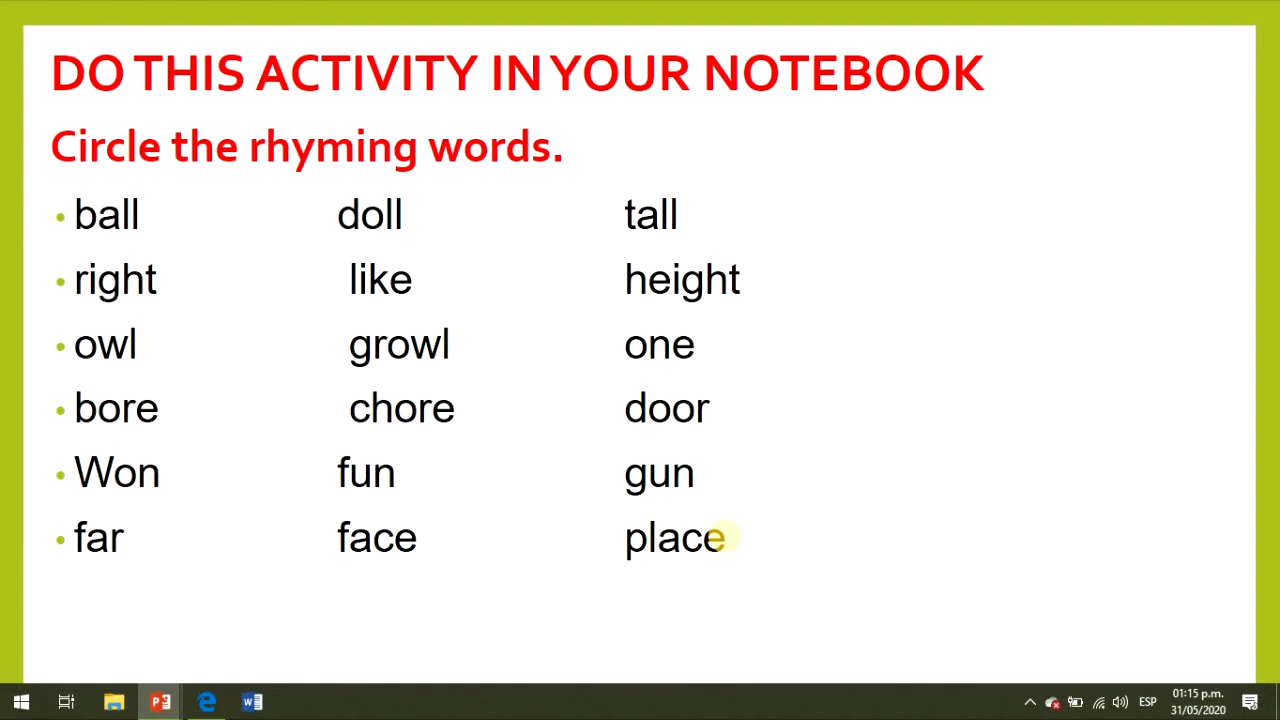 DO THIS ACTIVITY IN YOUR NOTEBOOK
Circle the rhyming words.
• ball doll tall
• right like height
• owl growl one
• bore chore door
• Won fun gun
• far face place
ESP
01:15 p.m.
31/05/2020